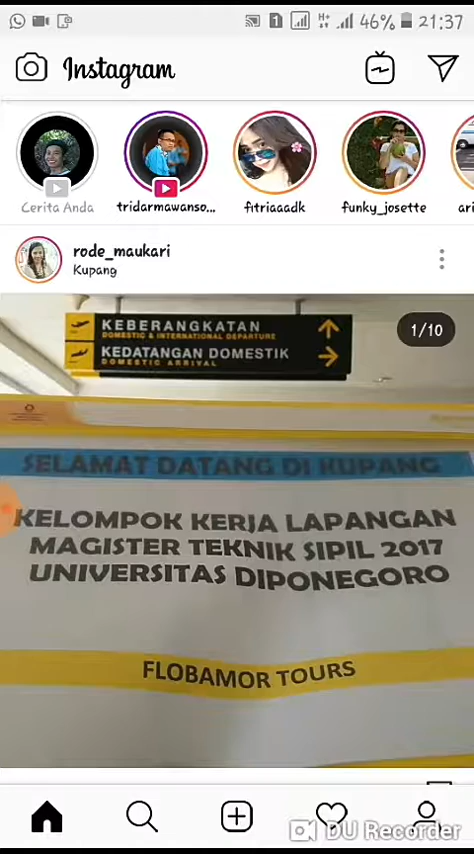 46% 21:37
Instagram
Cerita Anda tridarmawanso... fitriaaadk funky_josette ari
rode_maukari
Kupang
1/10
KEBERANGKATAN
DOMESTIC & INTERNATIONAL DEPARTURE
KEDATANGAN DOMESTIK
DOMESTIC ARRIVAL
SELAMAT DATANG DI KUPANG
KELOMPOK KERJA LAPANGAN
MAGISTER TEKNIK SIPIL 2017
UNIVERSITAS DIPONEGORO
FLOBAMOR TOURS
DU Recorder